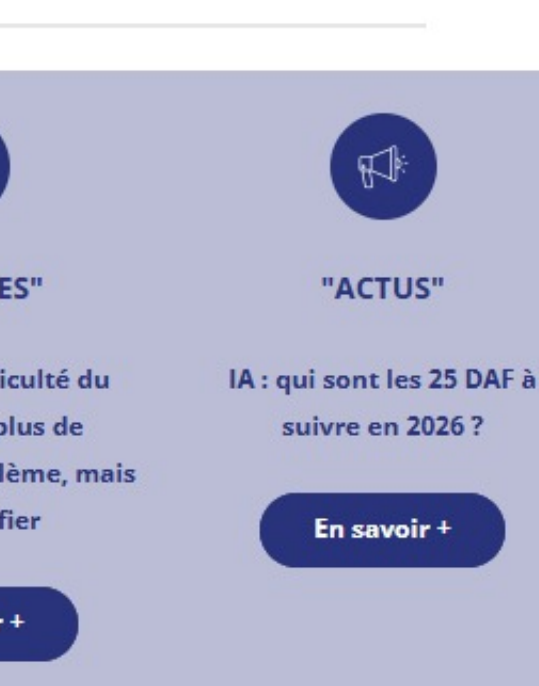 ES"
iculté du
plus de
lème, mais
fier
r +
"ACTUS"
IA : qui sont les 25 DAF à
suivre en 2026 ?
En savoir +